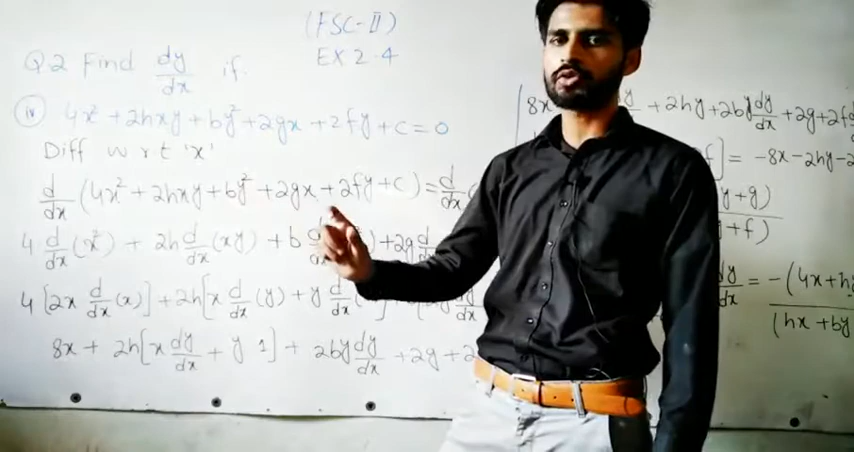 (FSC-II)
EX 2.4
Q2 Find dy/dx if
(iv) 4x² + 2hxy + by² + 2gx + 2fy + c = 0
Diff w r t 'x'
d/dx (4x² + 2hxy + by² + 2gx + 2fy + c) = d/dx
4 d/dx (x²) + 2h d/dx (xy) + b ) + 2g d/dx
4 [2x d/dx (x)] + 2h [x d/dx (y) + y d/dx
8x + 2h [x dy/dx + y 1] + 2by dy/dx + 2g + 2
8x + 2hy + 2by dy/dx + 2g + 2f
] = -8x - 2hy - 2
y + g)
+ f)
dy/dx = -(4x + hy
(hx + by